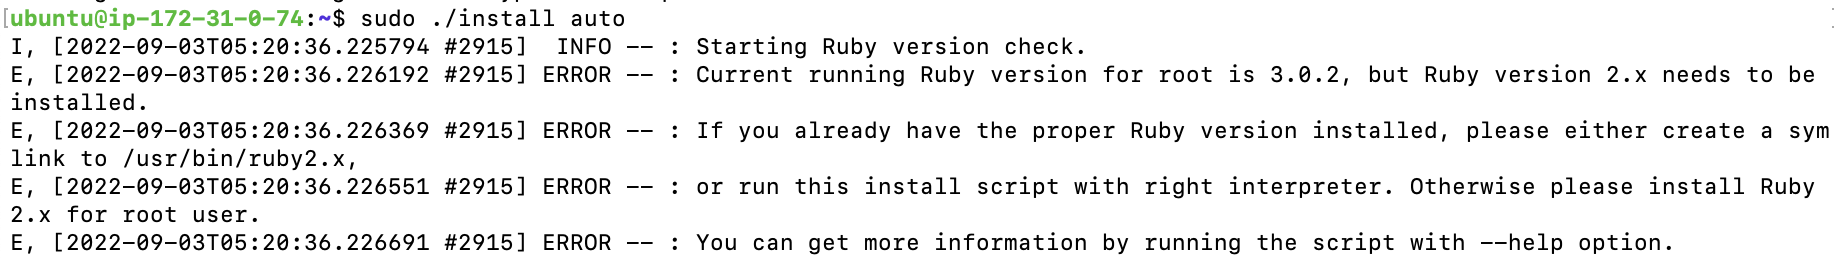 [ubuntu@ip-172-31-0-74:~$ sudo ./install auto
I, [2022-09-03T05:20:36.225794 #2915]  INFO -- : Starting Ruby version check.
E, [2022-09-03T05:20:36.226192 #2915] ERROR -- : Current running Ruby version for root is 3.0.2, but Ruby version 2.x needs to be
installed.
E, [2022-09-03T05:20:36.226369 #2915] ERROR -- : If you already have the proper Ruby version installed, please either create a sym
link to /usr/bin/ruby2.x,
E, [2022-09-03T05:20:36.226551 #2915] ERROR -- : or run this install script with right interpreter. Otherwise please install Ruby
2.x for root user.
E, [2022-09-03T05:20:36.226691 #2915] ERROR -- : You can get more information by running the script with --help option.